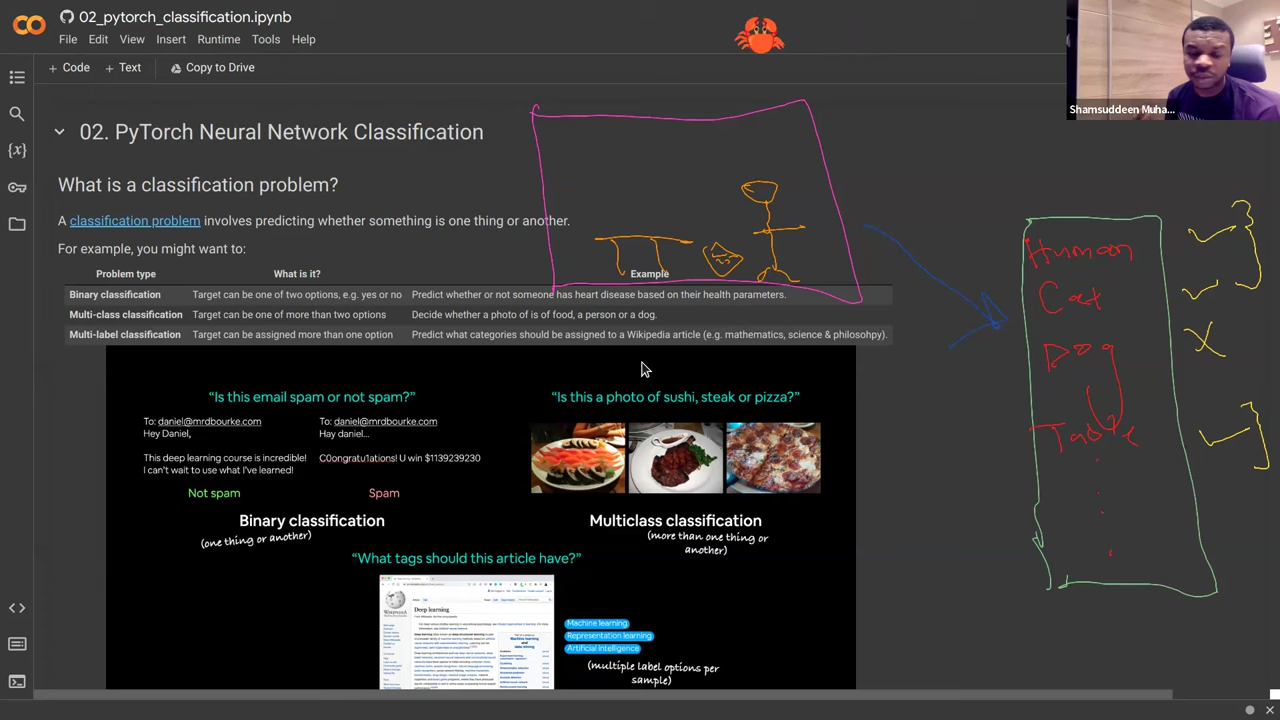 02_pytorch_classification.ipynb
Edit View Insert Runtime Tools Help
+ Code + Text Copy to Drive
Shamsuddeen Muha...
02. PyTorch Neural Network Classification
What is a classification problem?
A classification problem involves predicting whether something is one thing or another.
For example, you might want to:
Problem type What is it? Example
Binary classification Target can be one of two options, e.g. yes or no Predict whether or not someone has heart disease based on their health parameters.
Multi-class classification Target can be one of more than two options Decide whether a photo of is of food, a person or a dog.
Multi-label classification Target can be assigned more than one option Predict what categories should be assigned to a Wikipedia article (e.g. mathematics, science & philosohpy).
Human
Cat
Dog
Table
"Is this email spam or not spam?"
To: daniel@mrdbourke.com
Hey Daniel,
This deep learning course is incredible!
I can't wait to use what I've learned!
Not spam
To: daniel@mrdbourke.com
Hay daniel...
C0ongratu1ations! U win $1139239230
Spam
Binary classification
(one thing or another)
"Is this a photo of sushi, steak or pizza?"
Multiclass classification
(more than one thing or
another)
"What tags should this article have?"
Deep learning
Machine learning
Representation learning
Artificial intelligence
(multiple label options per
sample)